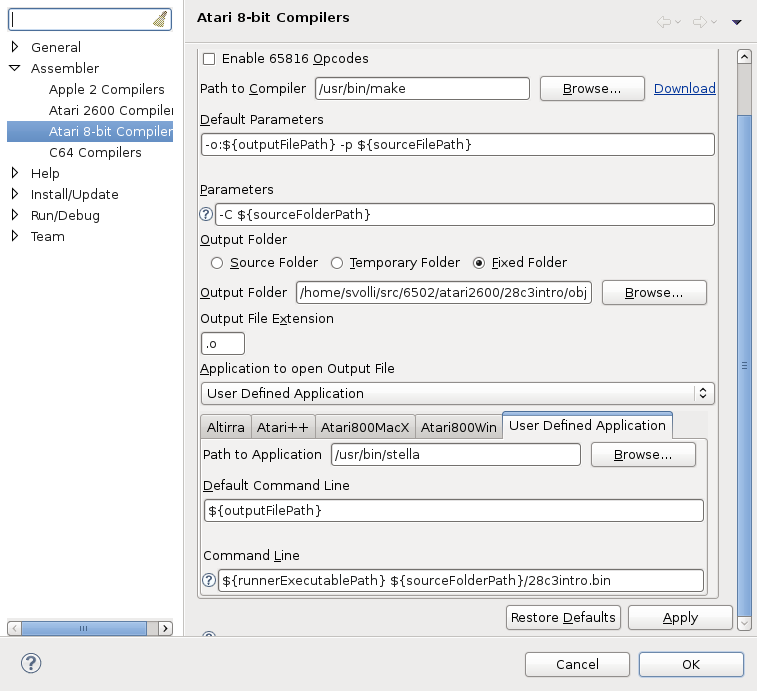 Atari 8-bit Compilers
General
Assembler
Apple 2 Compilers
Atari 2600 Compiler
Atari 8-bit Compiler
C64 Compilers
Help
Install/Update
Run/Debug
Team
Enable 65816 Opcodes
Path to Compiler /usr/bin/make Browse... Download
Default Parameters
-o:${outputFilePath} -p ${sourceFilePath}
Parameters
-C ${sourceFolderPath}
Output Folder
Source Folder Temporary Folder Fixed Folder
Output Folder /home/svolli/src/6502/atari2600/28c3intro/obj Browse...
Output File Extension
.o
Application to open Output File
User Defined Application
Altirra Atari++ Atari800MacX Atari800Win User Defined Application
Path to Application /usr/bin/stella Browse...
Default Command Line
${outputFilePath}
Command Line
${runnerExecutablePath} ${sourceFolderPath}/28c3intro.bin
Restore Defaults Apply
Cancel OK